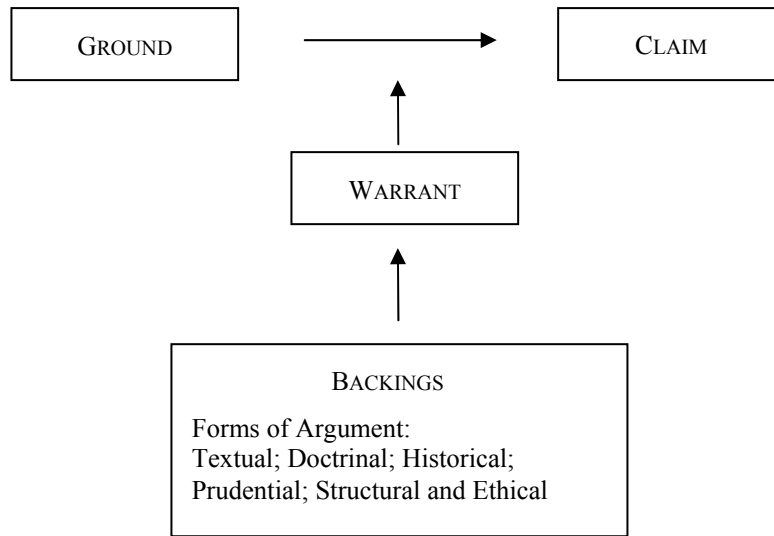 GROUND
CLAIM
WARRANT
BACKINGS
Forms of Argument:
Textual; Doctrinal; Historical;
Prudential; Structural and Ethical